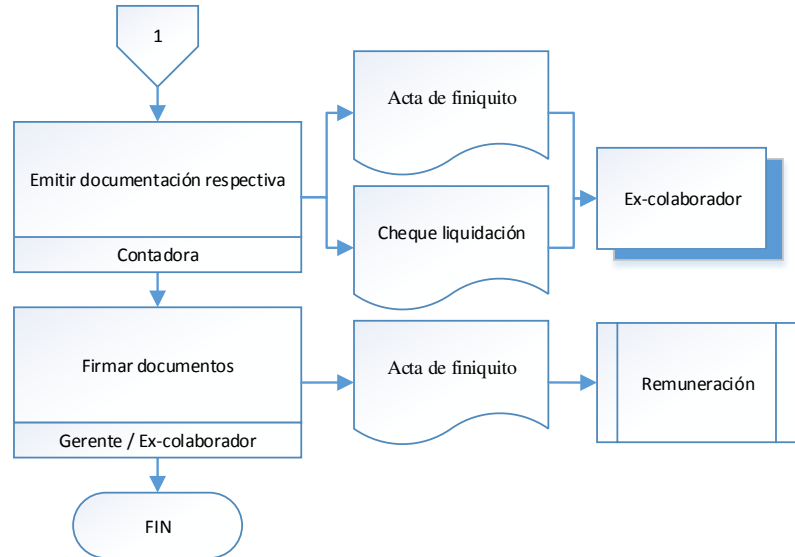 1
Emitir documentación respectiva
Contadora
Acta de finiquito
Cheque liquidación
Ex-colaborador
Firmar documentos
Gerente / Ex-colaborador
Acta de finiquito
Remuneración
FIN